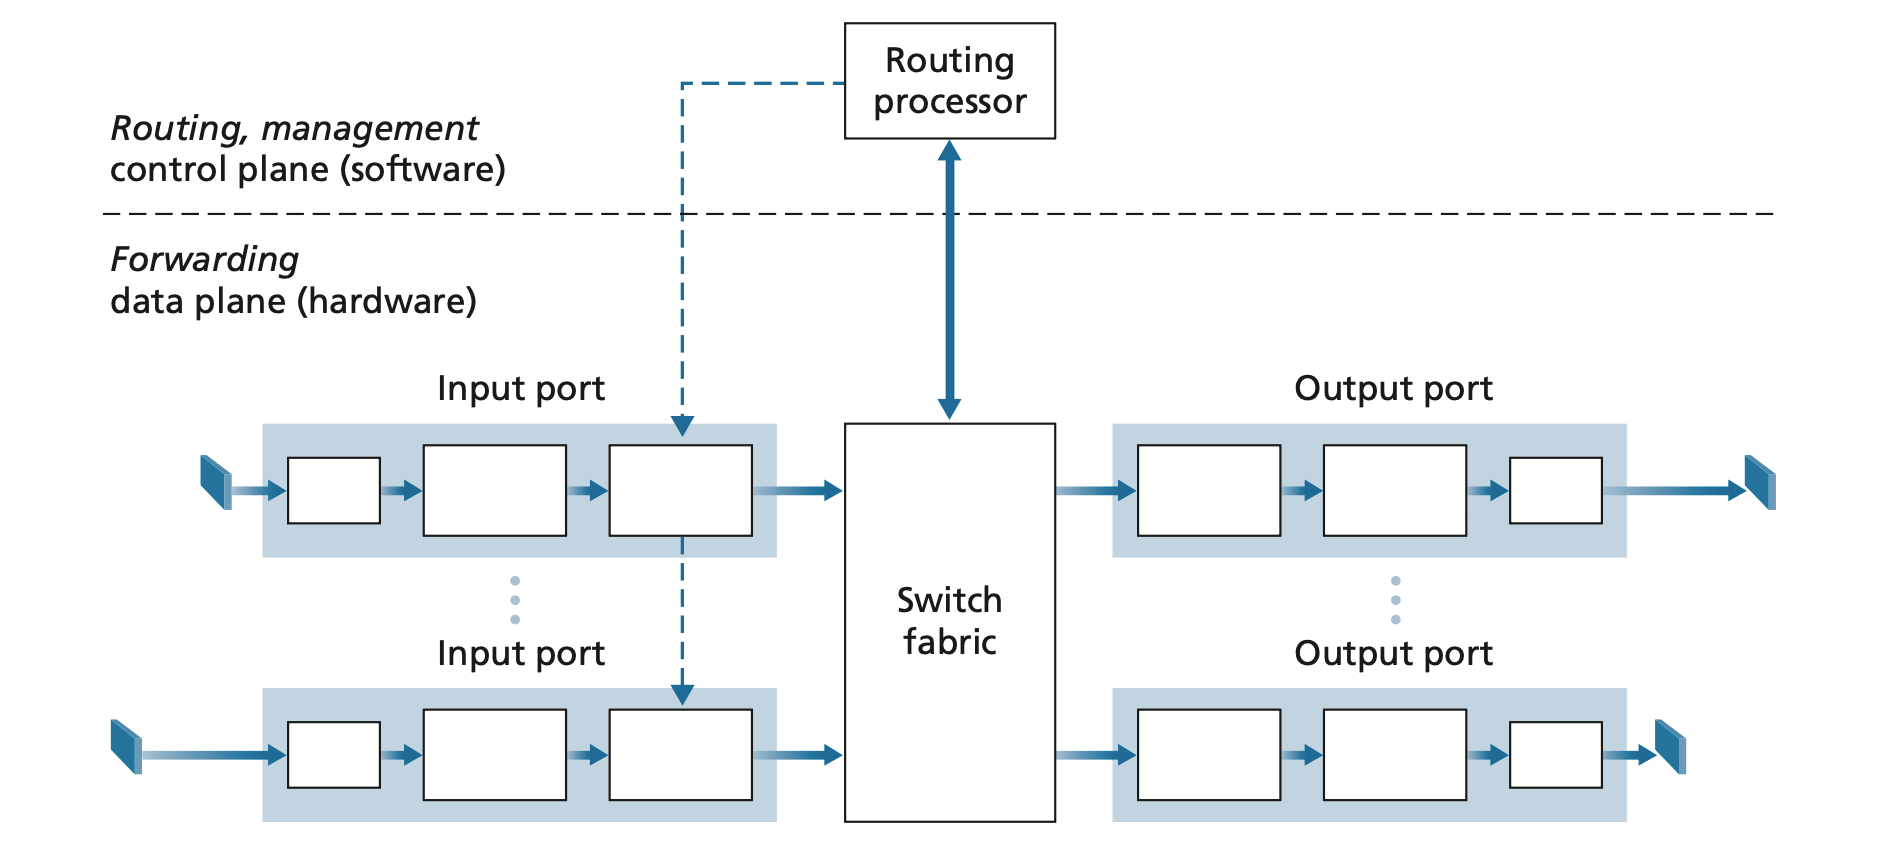 Routing
processor
Routing, management
control plane (software)
Forwarding
data plane (hardware)
Input port
Output port
Switch
fabric
Input port
Output port